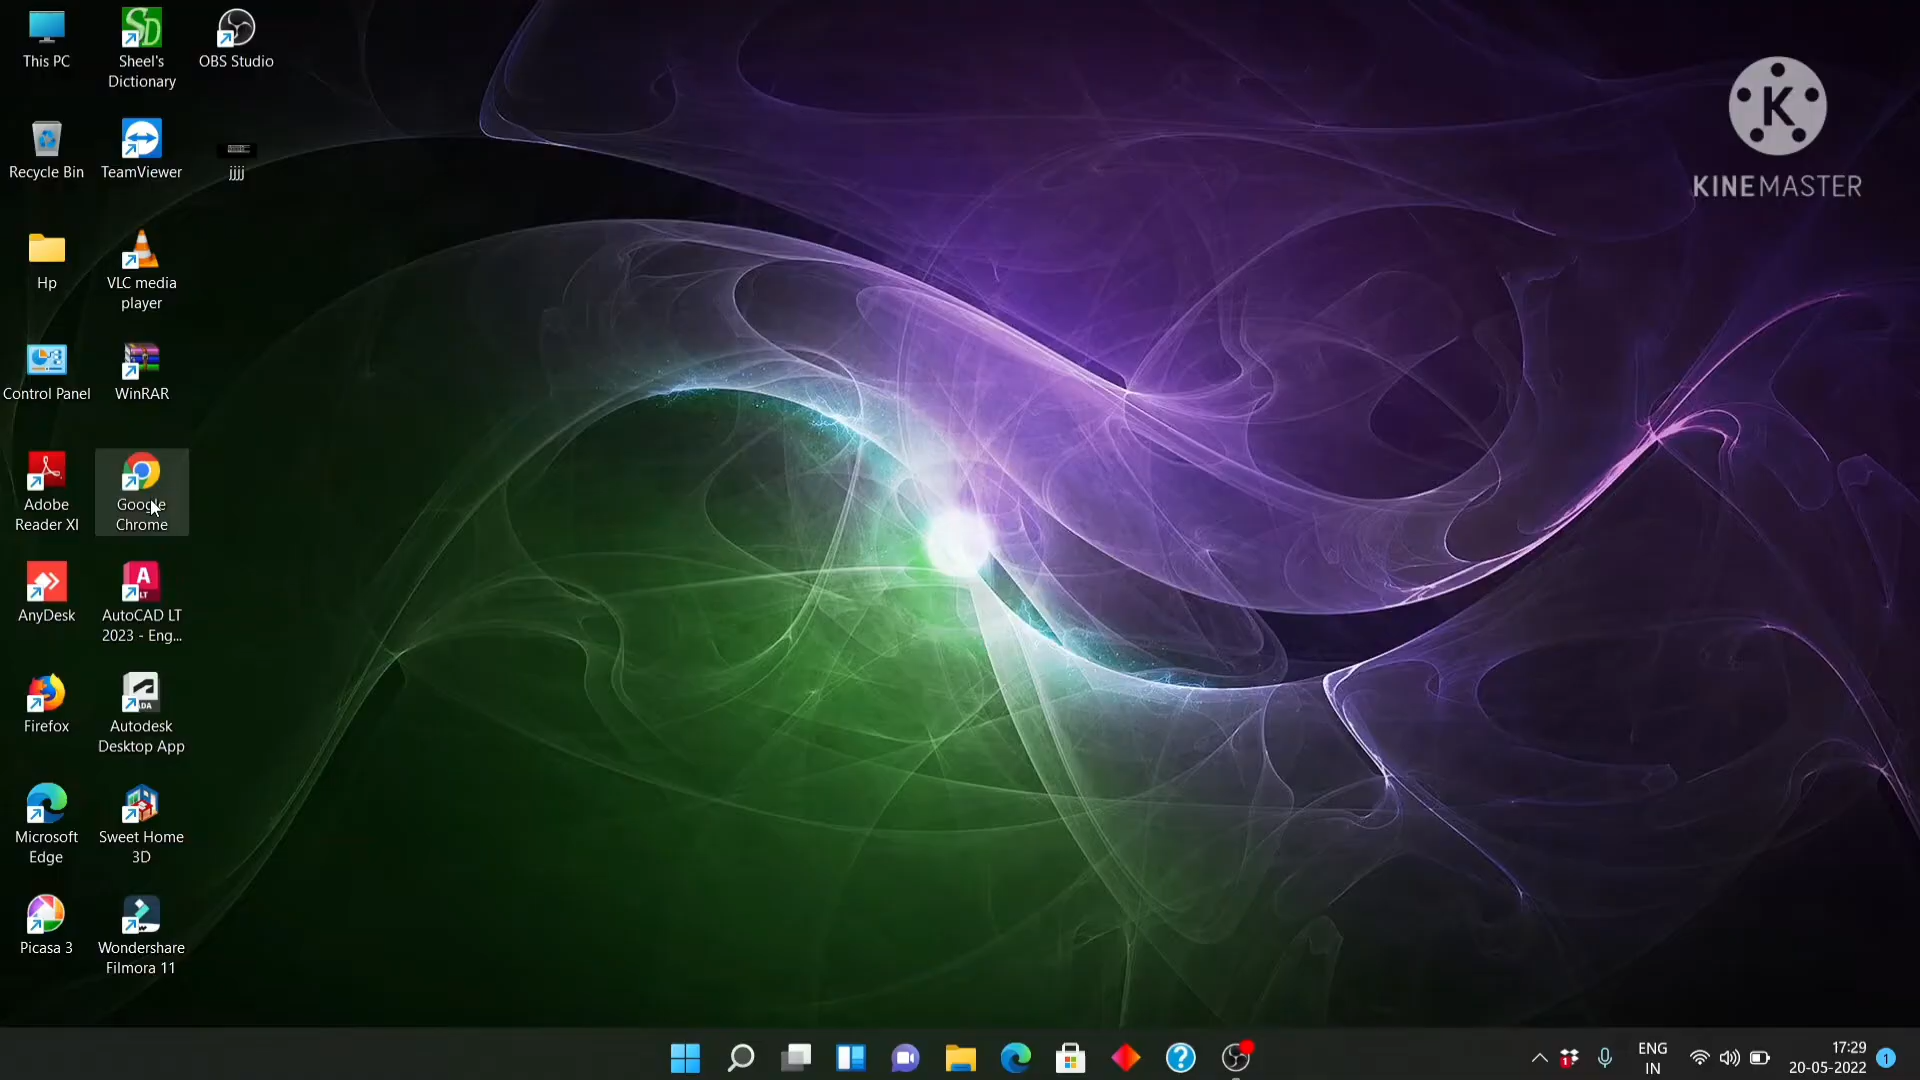 This PC
Sheel's
Dictionary
OBS Studio
Recycle Bin
TeamViewer
jjjj
Hp
VLC media
player
Control Panel
WinRAR
Adobe
Reader XI
Google
Chrome
AnyDesk
AutoCAD LT
2023 - Eng...
Firefox
Autodesk
Desktop App
Microsoft
Edge
Sweet Home
3D
Picasa 3
Wondershare
Filmora 11
K
KINEMASTER
ENG
IN
17:29
20-05-2022
1